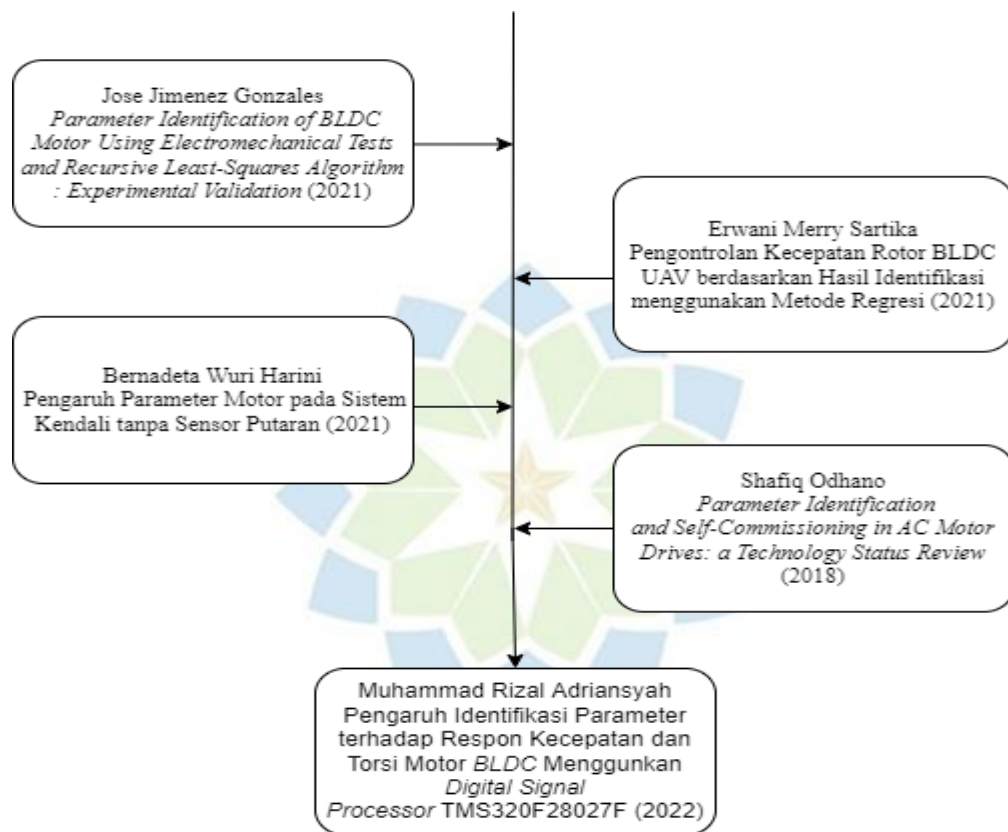 Jose Jimenez Gonzales
Parameter Identification of BLDC
Motor Using Electromechanical Tests
and Recursive Least-Squares Algorithm
: Experimental Validation (2021)
Erwani Merry Sartika
Pengontrolan Kecepatan Rotor BLDC
UAV berdasarkan Hasil Identifikasi
menggunakan Metode Regresi (2021)
Bernadeta Wuri Harini
Pengaruh Parameter Motor pada Sistem
Kendali tanpa Sensor Putaran (2021)
Shafiq Odhano
Parameter Identification
and Self-Commissioning in AC Motor
Drives: a Technology Status Review
(2018)
Muhammad Rizal Adriansyah
Pengaruh Identifikasi Parameter
terhadap Respon Kecepatan dan
Torsi Motor BLDC Menggunkan
Digital Signal
Processor TMS320F28027F (2022)